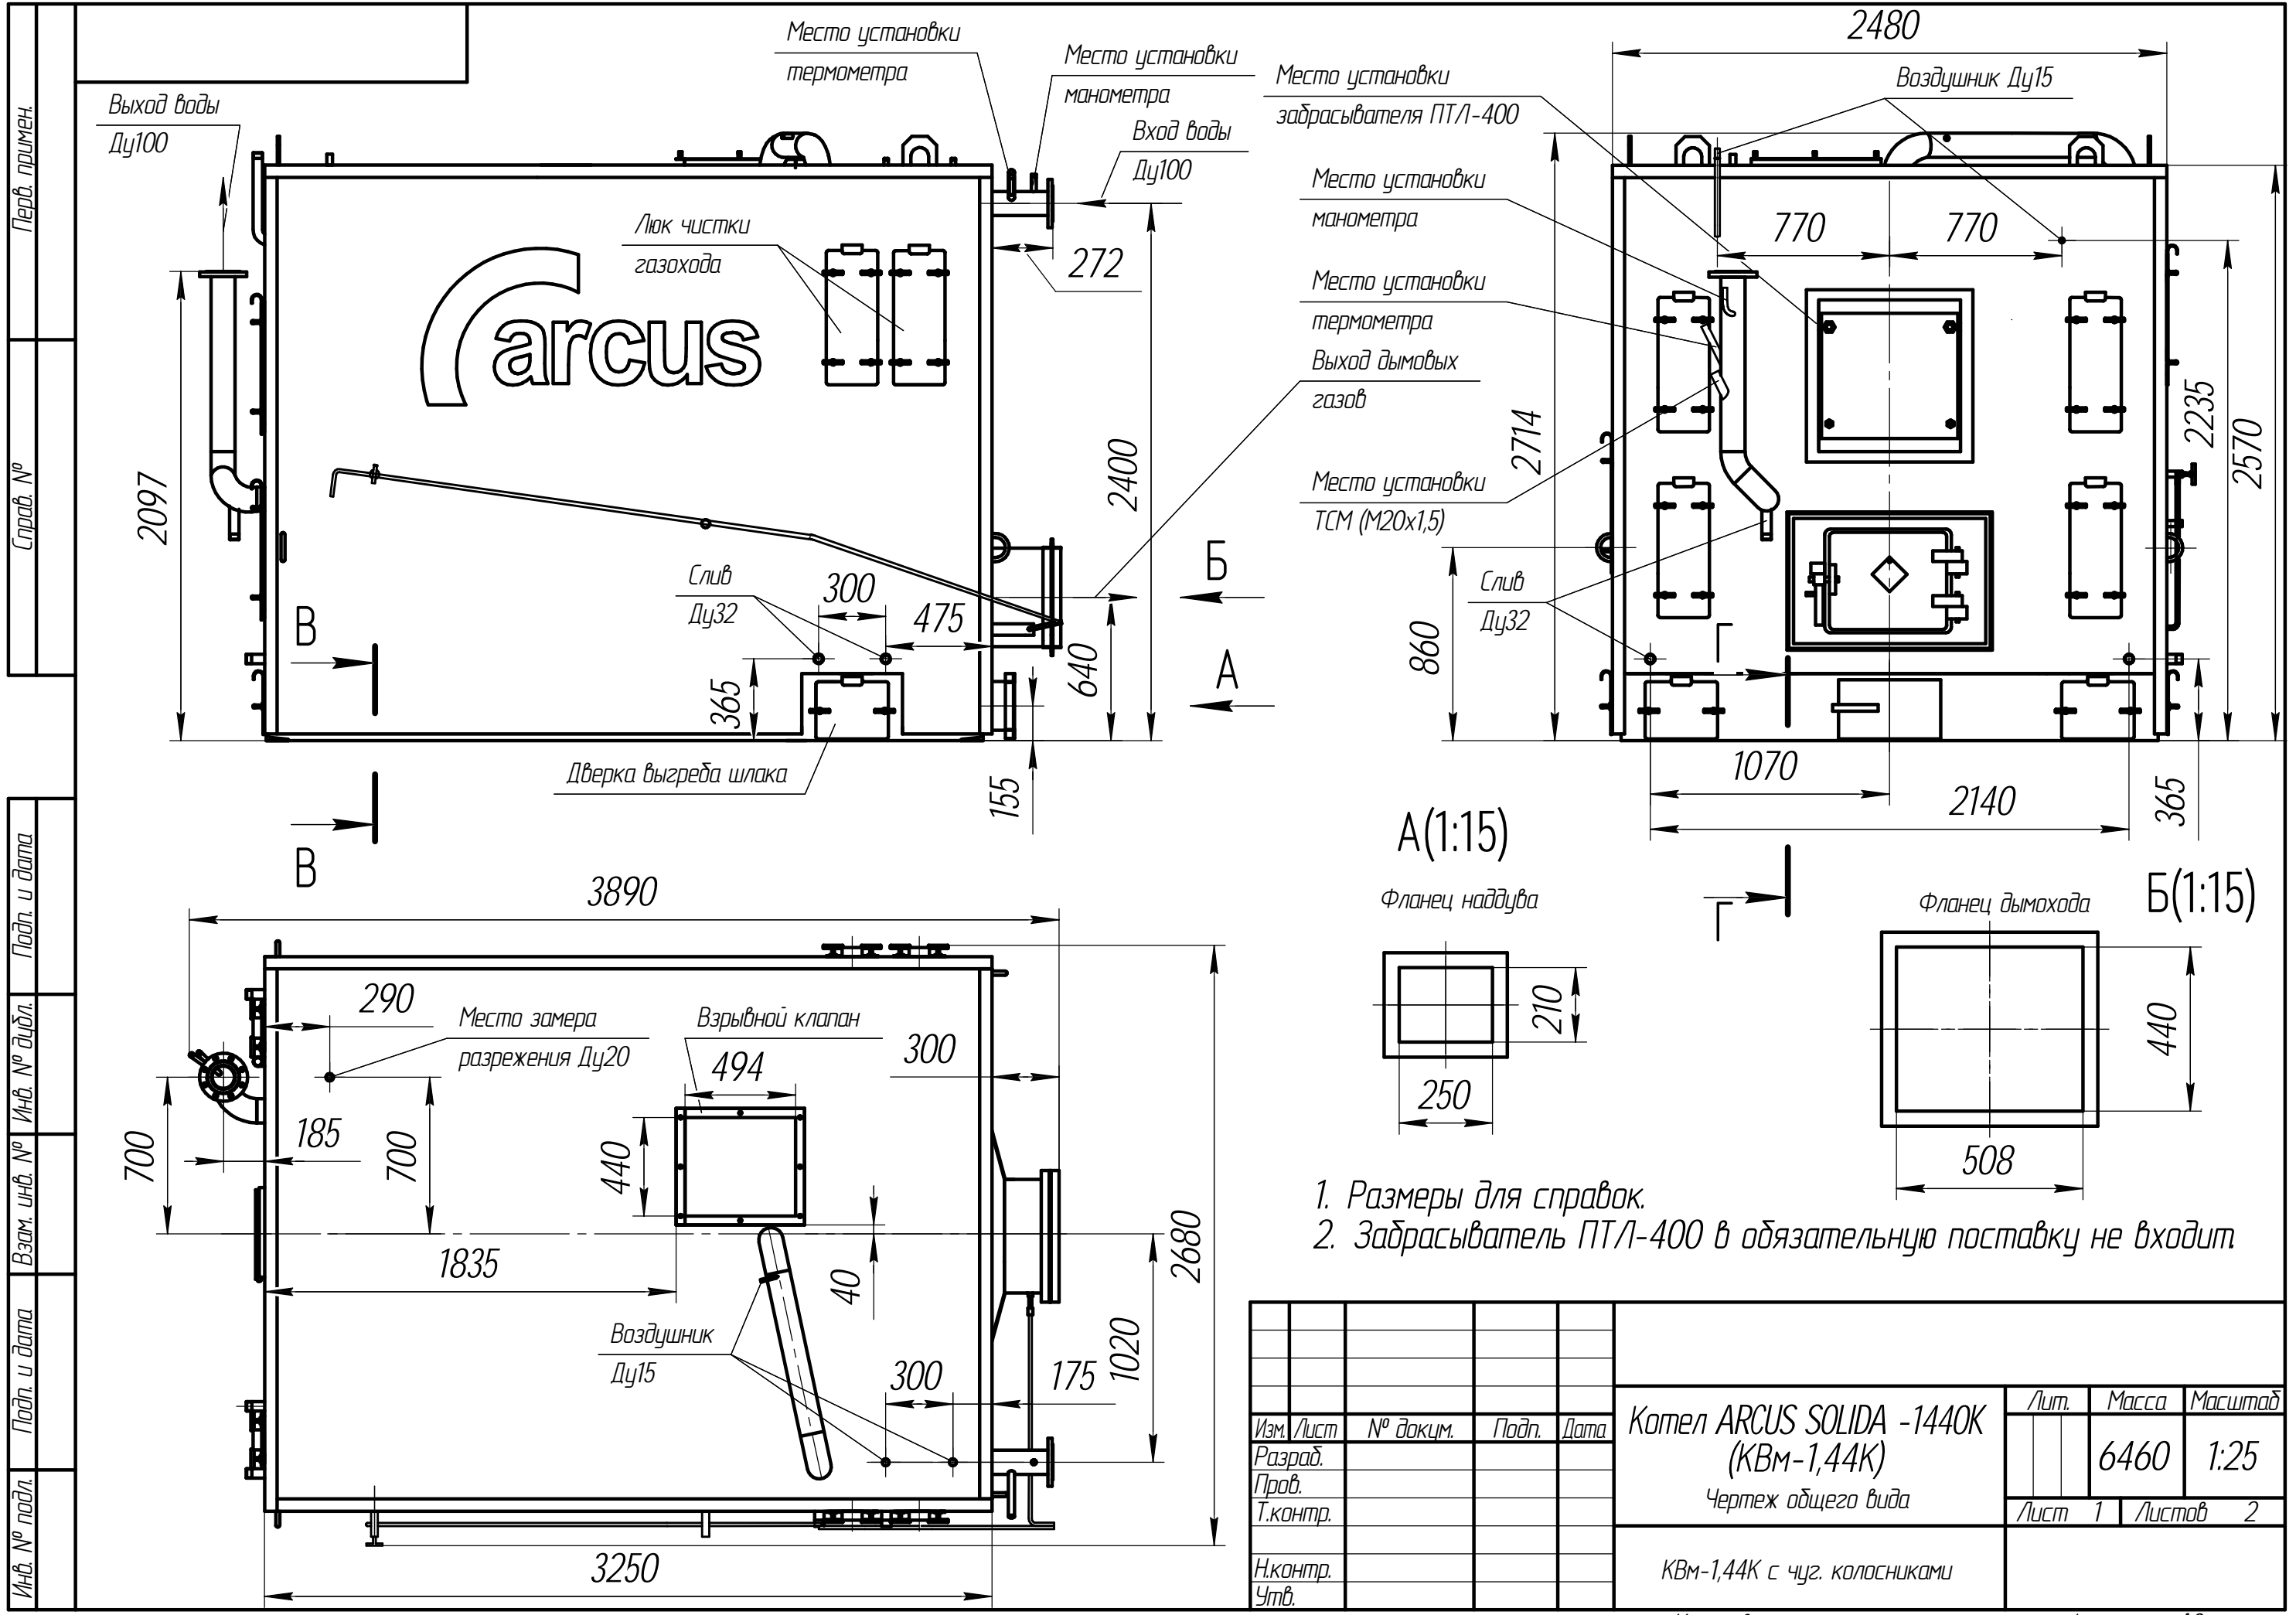 Перв. примен.
Справ. №
Подп. и дата
Инв. № дубл.
Взам. инв. №
Подп. и дата
Инв. № подл.
Выход воды
Ду100
Место установки
термометра
Место установки
манометра
Вход воды
Ду100
Люк чистки
газохода
arcus
272
2400
2097
Слив
Ду32
300
475
365
640
155
Дверка выгреба шлака
В
В
Б
А
Место установки
забрасывателя ПТЛ-400
Место установки
манометра
Место установки
термометра
Выход дымовых
газов
Место установки
ТСМ (М20х1,5)
Слив
Ду32
Воздушник Ду15
2480
770
770
2714
2235
2570
860
1070
2140
365
3890
290
Место замера
разрежения Ду20
Взрывной клапан
494
300
185
700
700
440
1835
40
Воздушник
Ду15
300
175
1020
2680
3250
А(1:15)
Фланец наддува
210
250
Б(1:15)
Фланец дымохода
440
508
1. Размеры для справок.
2. Забрасыватель ПТЛ-400 в обязательную поставку не входит.
Изм. Лист № докум. Подп. Дата
Разраб.
Пров.
Т.контр.
Н.контр.
Утв.
Котел ARCUS SOLIDA -1440К
(КВм-1,44К)
Чертеж общего вида
КВм-1,44К с чуг. колосниками
Лит. Масса Масштаб
6460 1:25
Лист 1 Листов 2